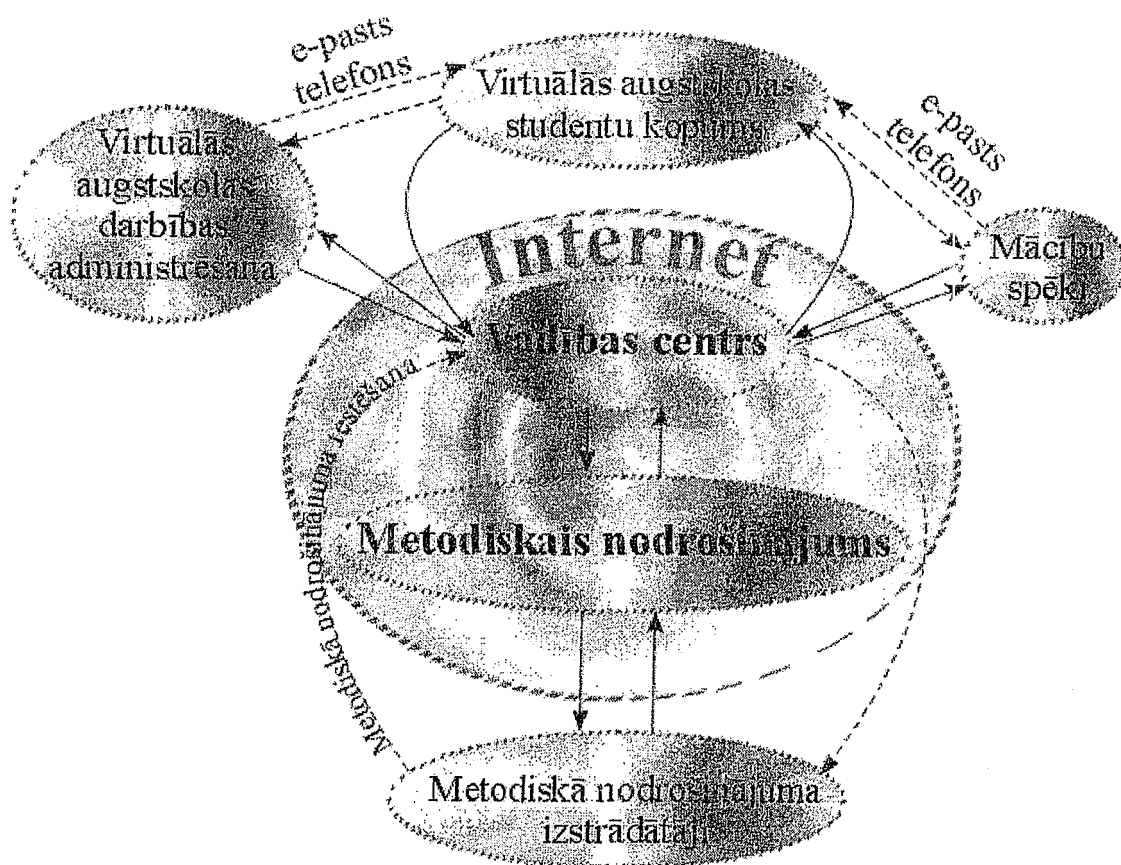 e-pasts
telefons
Virtuālās augstskolas
studentu kopums
e-pasts
telefons
Virtuālās
augstskolas
darbības
administrēšana
Mācību
spēki
Internet
Vadības centrs
Metodiskā nodrošinājuma testēšana
Metodiskais nodrošinājums
Metodiskā nodrošinājuma
izstrādātāji